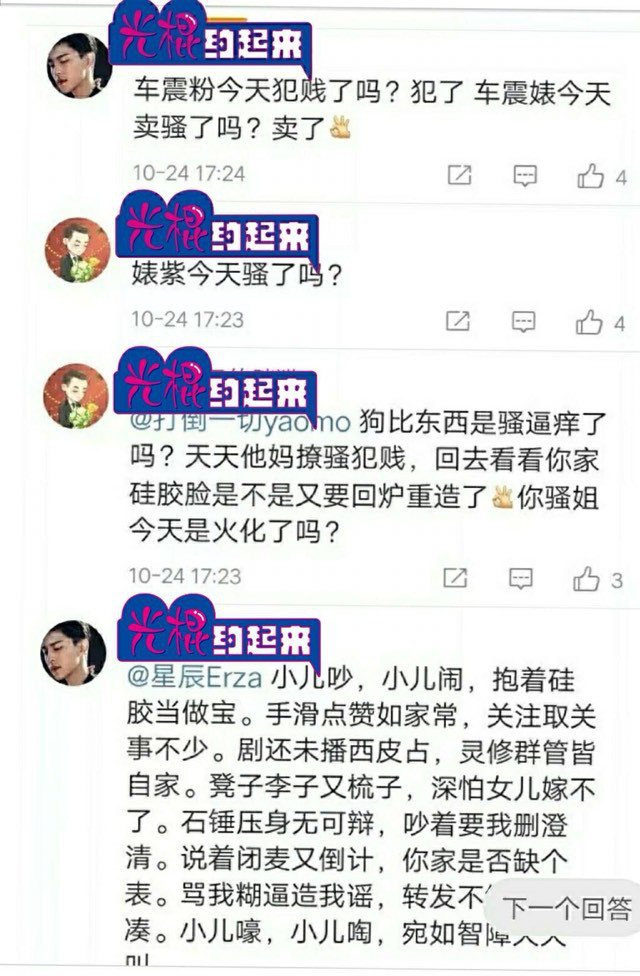 光棍约起来
车震粉今天犯贱了吗？犯了 车震婊今天
卖骚了吗？卖了👌
10-24 17:24
4
光棍约起来
婊紫今天骚了吗？
10-24 17:23
4
光棍约起来
@打倒一切yaomo 狗比东西是骚逼痒了
吗？天天他妈撩骚犯贱，回去看看你家
硅胶脸是不是又要回炉重造了👌你骚姐
今天是火化了吗？
10-24 17:23
3
光棍约起来
@星辰Erza 小儿吵，小儿闹，抱着硅
胶当做宝。手滑点赞如家常，关注取关
事不少。剧还未播西皮占，灵修群管皆
自家。凳子李子又梳子，深怕女儿嫁不
了。石锤压身无可辩，吵着要我删澄
清。说着闭麦又倒计，你家是否缺个
表。骂我糊逼造我谣，转发不
下一个回答
凑。小儿嚎，小儿啕，宛如智障天天